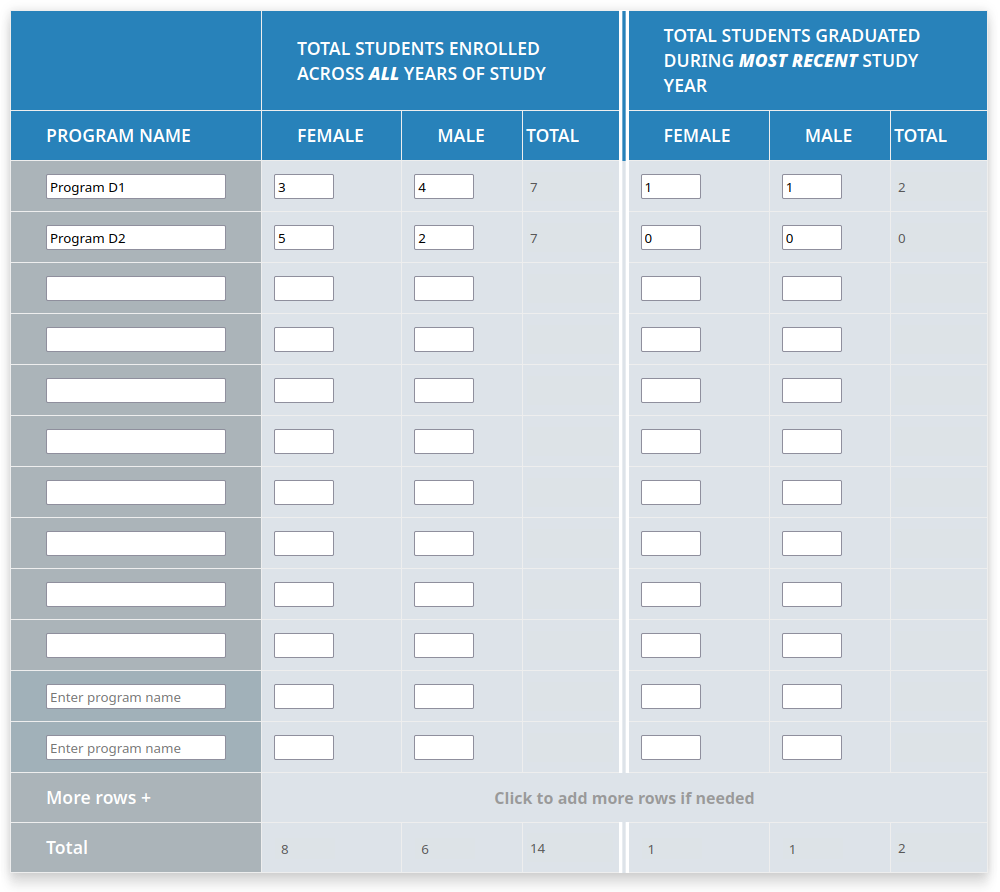 TOTAL STUDENTS ENROLLED
ACROSS ALL YEARS OF STUDY
TOTAL STUDENTS GRADUATED
DURING MOST RECENT STUDY
YEAR
PROGRAM NAME FEMALE MALE TOTAL FEMALE MALE TOTAL
Program D1 3 4 7 1 1 2
Program D2 5 2 7 0 0 0
Enter program name
Enter program name
More rows + Click to add more rows if needed
Total 8 6 14 1 1 2